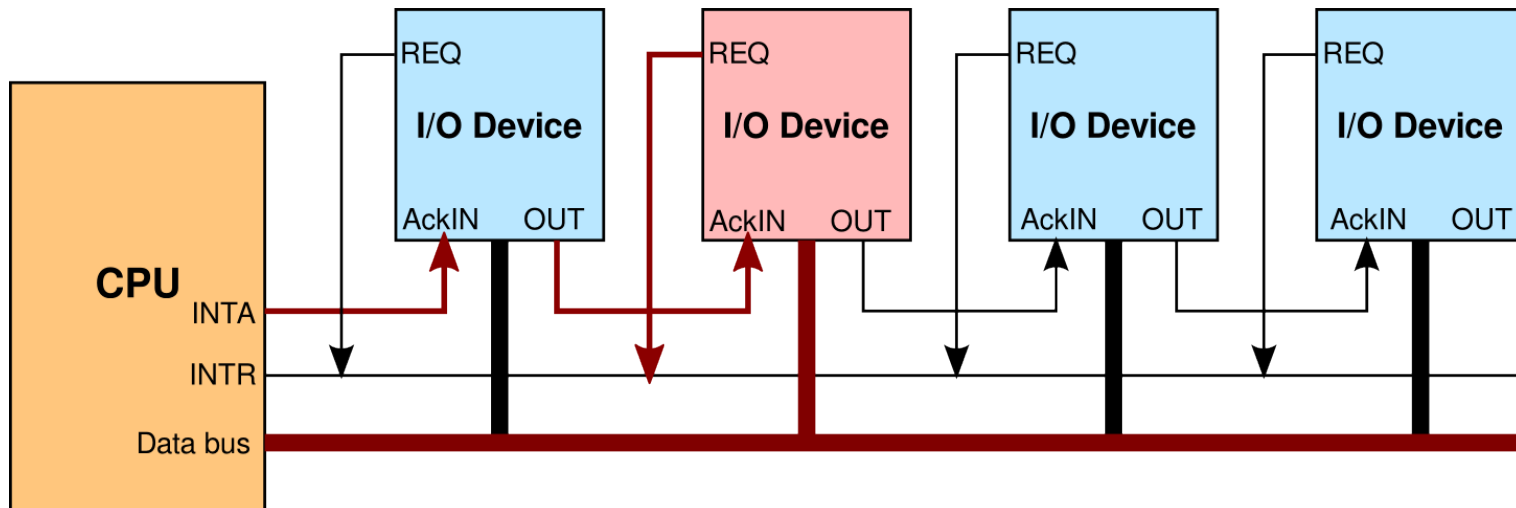 REQ
I/O Device
AckIN OUT
REQ
I/O Device
AckIN OUT
REQ
I/O Device
AckIN OUT
REQ
I/O Device
AckIN OUT
CPU
INTA
INTR
Data bus